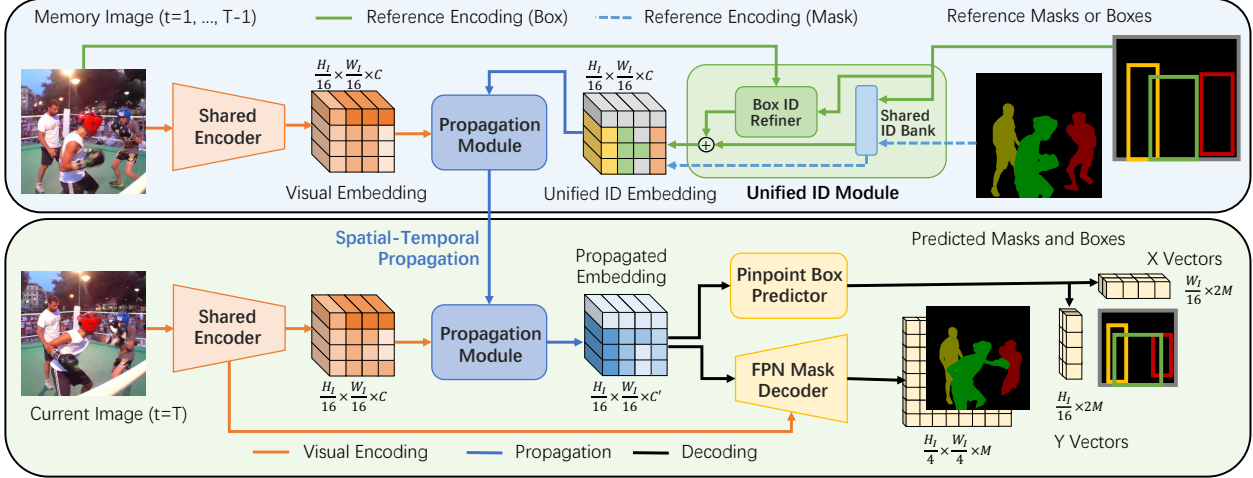 Memory Image (t=1, ..., T-1)
Reference Encoding (Box)
Reference Encoding (Mask)
Reference Masks or Boxes
H_I/16 × W_I/16 × C
H_I/16 × W_I/16 × C
Shared
Encoder
Propagation
Module
Box ID
Refiner
Shared
ID Bank
Visual Embedding
Unified ID Embedding
Unified ID Module
Spatial-Temporal
Propagation
Predicted Masks and Boxes
Propagated
Embedding
Pinpoint Box
Predictor
X Vectors
W_I/16 × 2M
Shared
Encoder
Propagation
Module
FPN Mask
Decoder
H_I/16 × W_I/16 × C
H_I/16 × W_I/16 × C'
H_I/16 × 2M
Current Image (t=T)
Y Vectors
H_I/4 × W_I/4 × M
Visual Encoding
Propagation
Decoding